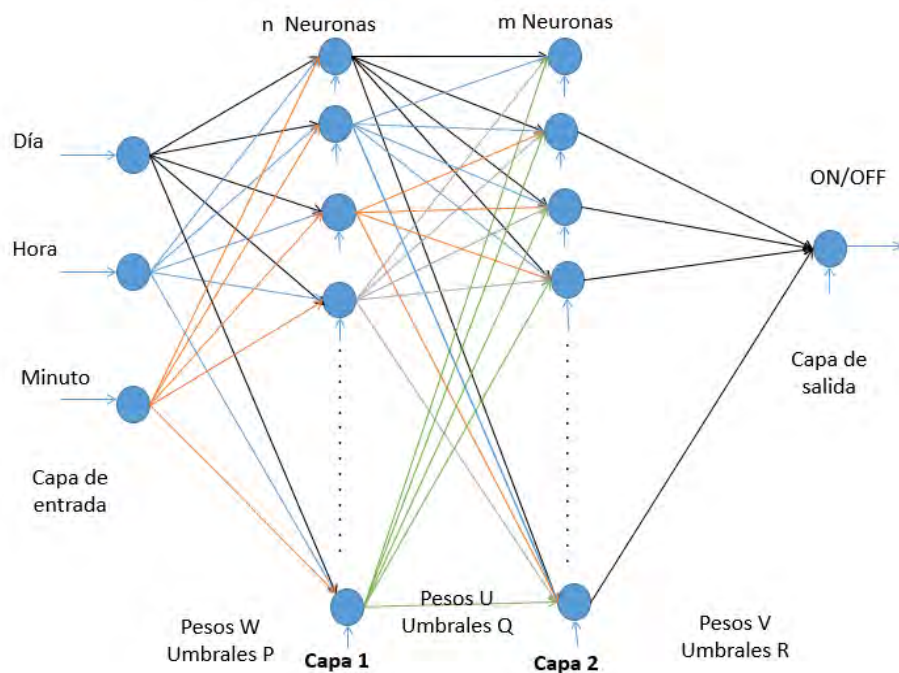 n Neuronas
m Neuronas
Día
ON/OFF
Hora
Minuto
Capa de
salida
Capa de
entrada
Pesos U
Umbrales Q
Pesos W
Umbrales P
Pesos V
Umbrales R
Capa 1
Capa 2